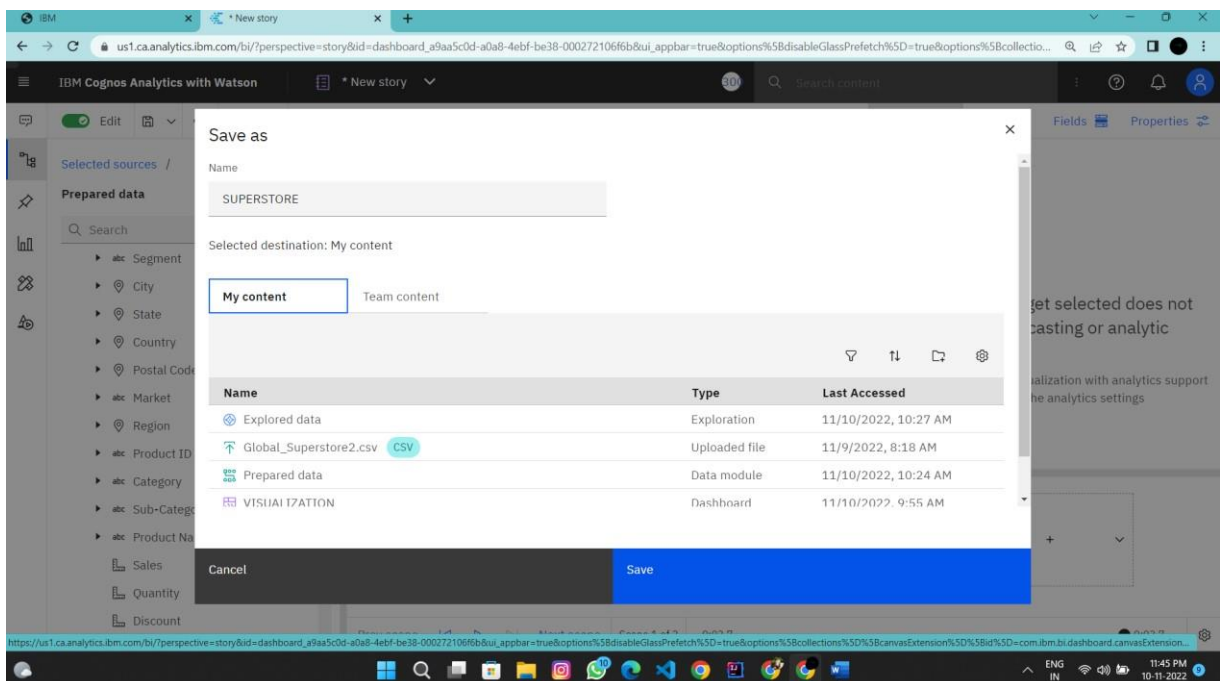 IBM
* New story
us1.ca.analytics.ibm.com/bi/?perspective=story&id=dashboard_a9aa5c0d-a0a8-4ebf-be38-000272106f6b&ui_appbar=true&options%5BdisableGlassPrefetch%5D=true&options%5Bcollectio...
IBM Cognos Analytics with Watson
* New story
Search content
Edit
Fields
Properties
Selected sources /
Prepared data
Search
Segment
City
State
Country
Postal Code
Market
Region
Product ID
Category
Sub-Catego
Product Na
Sales
Quantity
Discount
Save as
Name
SUPERSTORE
Selected destination: My content
My content
Team content
Name Type Last Accessed
Explored data Exploration 11/10/2022, 10:27 AM
Global_Superstore2.csv CSV Uploaded file 11/9/2022, 8:18 AM
Prepared data Data module 11/10/2022, 10:24 AM
VISUALIZATION Dashboard 11/10/2022, 9:55 AM
Cancel
Save
get selected does not
casting or analytic
ualization with analytics support
he analytics settings
https://us1.ca.analytics.ibm.com/bi/?perspective=story&id=dashboard_a9aa5c0d-a0a8-4ebf-be38-000272106f6b&ui_appbar=true&options%5BdisableGlassPrefetch%5D=true&options%5Bcollections%5D%5BcanvasExtension%5D%5Bid%5D=com.ibm.bi.dashboard.canvasExtension...
ENG
IN
11:45 PM
10-11-2022